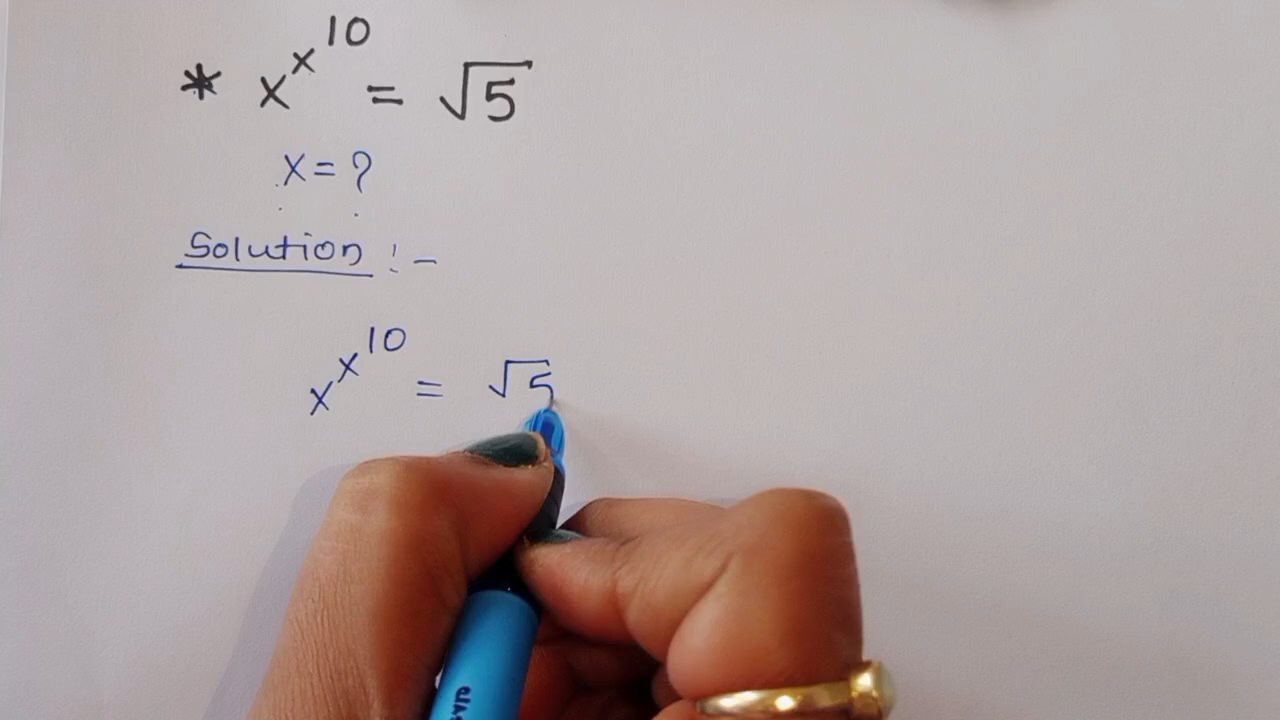 * x^x^10 = √5
x = ?
Solution :-
x^x^10 = √5